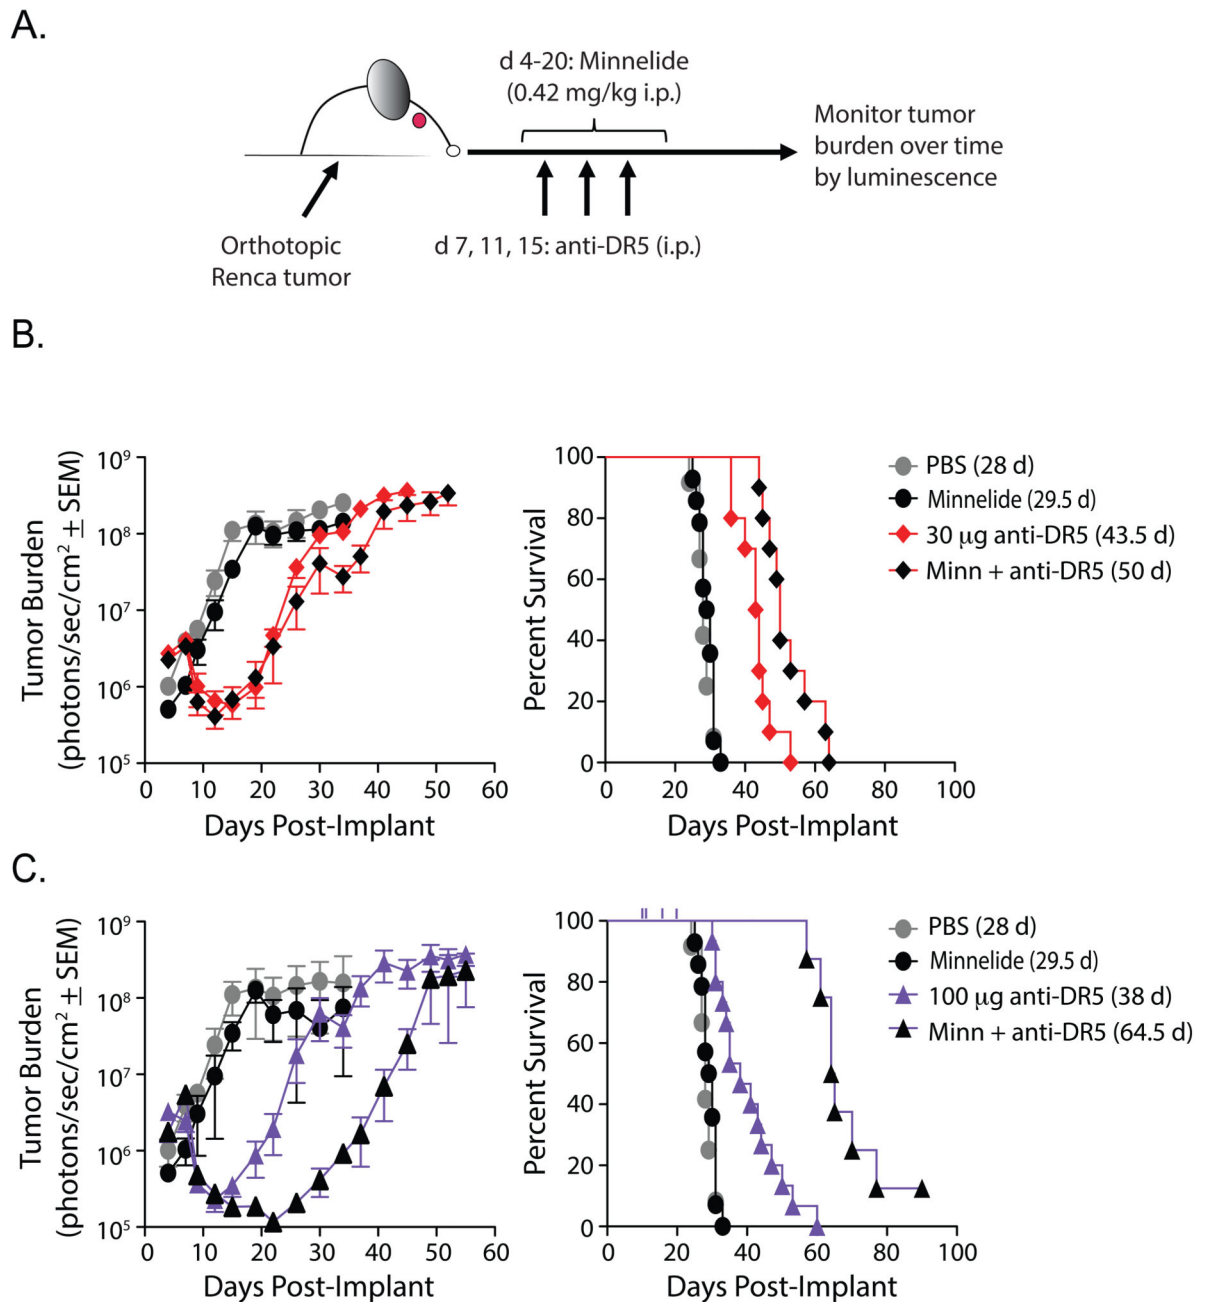 A.
d 4-20: Minnelide
(0.42 mg/kg i.p.)
Monitor tumor
burden over time
by luminescence
Orthotopic
Renca tumor
d 7, 11, 15: anti-DR5 (i.p.)
B.
Tumor Burden
(photons/sec/cm² ± SEM)
10⁹
10⁸
10⁷
10⁶
10⁵
0 10 20 30 40 50 60
Days Post-Implant
Percent Survival
100
80
60
40
20
0
0 20 40 60 80 100
Days Post-Implant
PBS (28 d)
Minnelide (29.5 d)
30 μg anti-DR5 (43.5 d)
Minn + anti-DR5 (50 d)
C.
Tumor Burden
(photons/sec/cm² ± SEM)
10⁹
10⁸
10⁷
10⁶
10⁵
0 10 20 30 40 50 60
Days Post-Implant
Percent Survival
100
80
60
40
20
0
0 20 40 60 80 100
Days Post-Implant
PBS (28 d)
Minnelide (29.5 d)
100 μg anti-DR5 (38 d)
Minn + anti-DR5 (64.5 d)